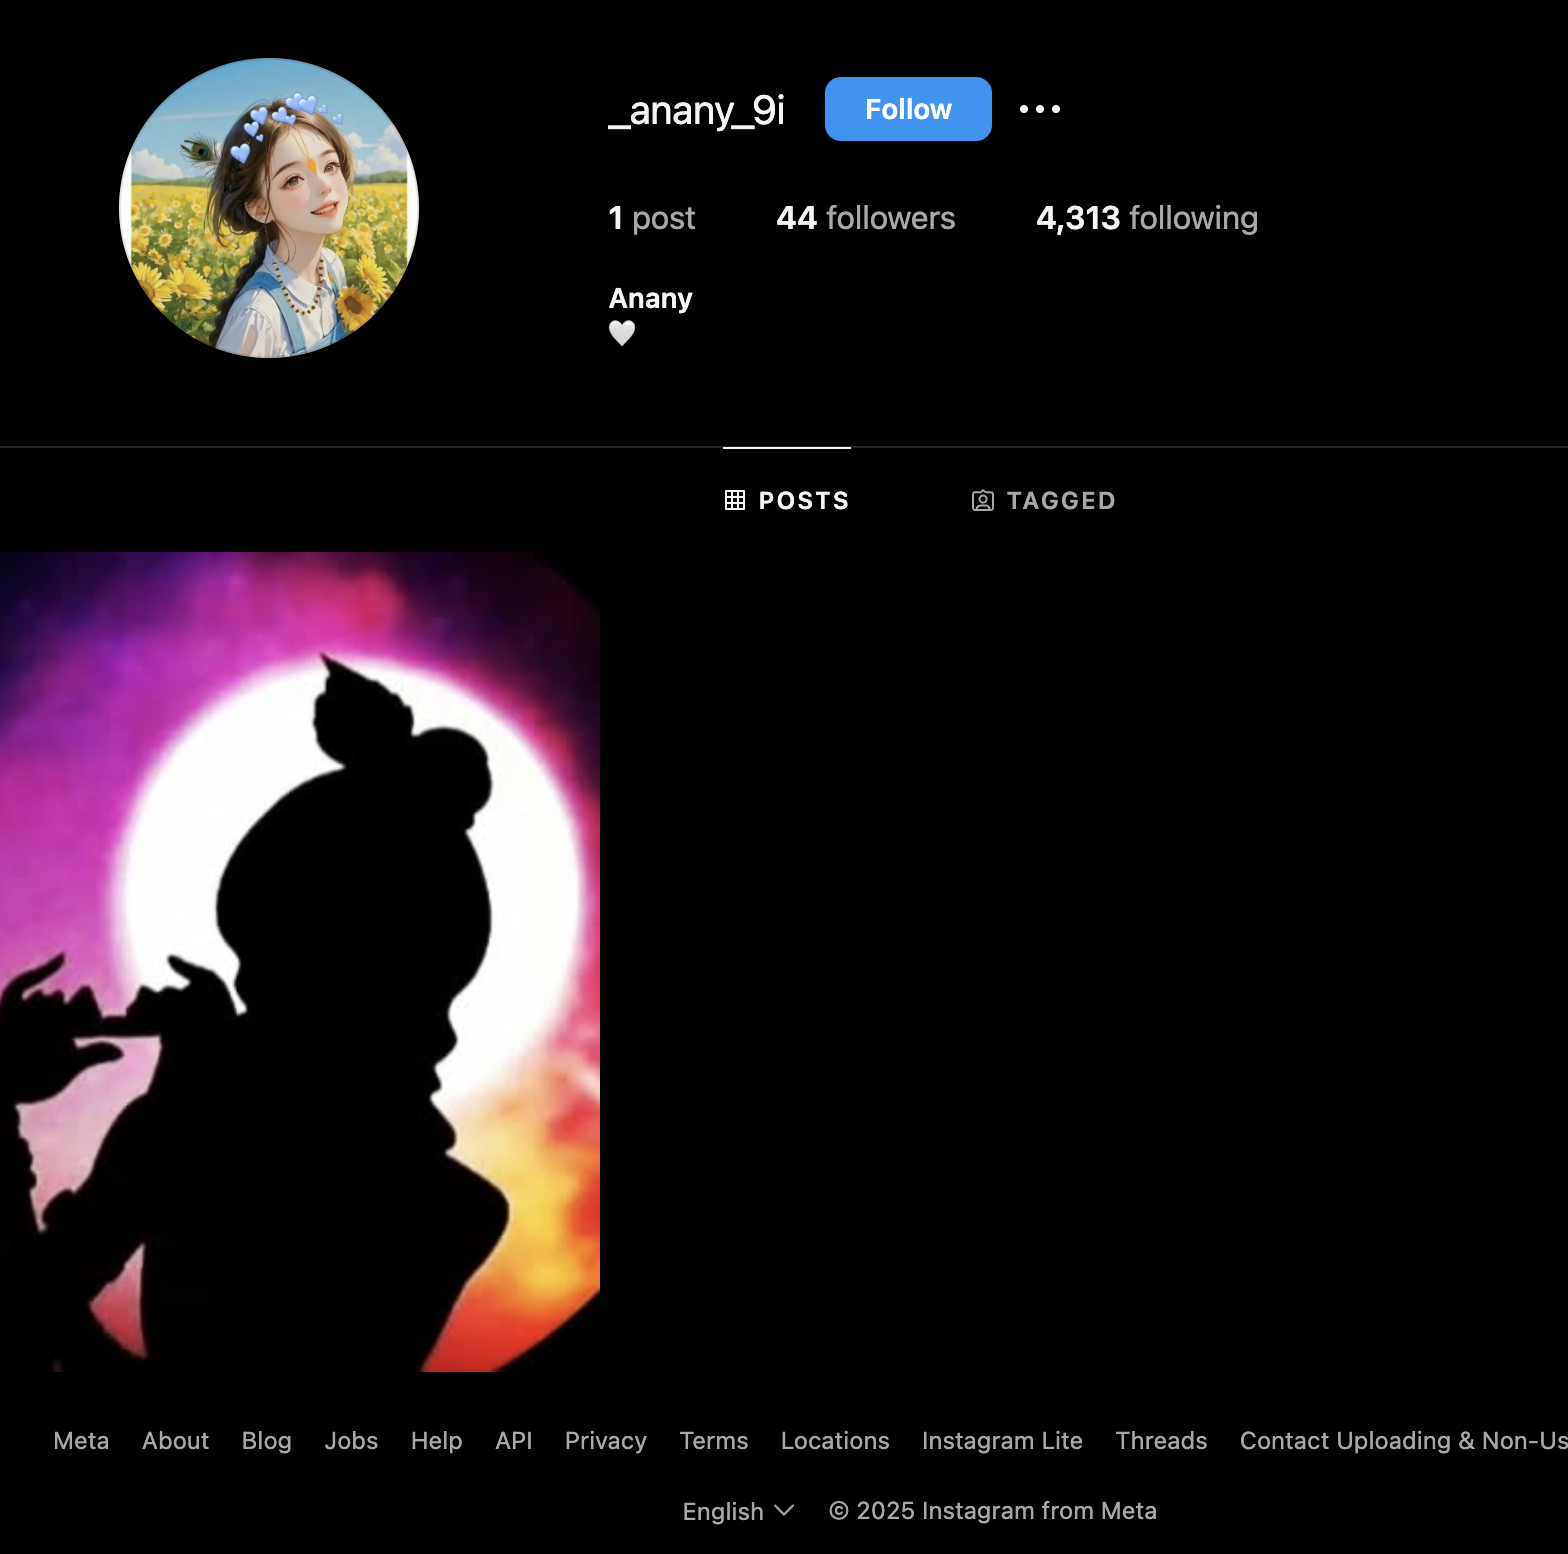 _anany_9i Follow
1 post 44 followers 4,313 following
Anany
🤍
POSTS TAGGED
Meta About Blog Jobs Help API Privacy Terms Locations Instagram Lite Threads Contact Uploading & Non-Us
English © 2025 Instagram from Meta